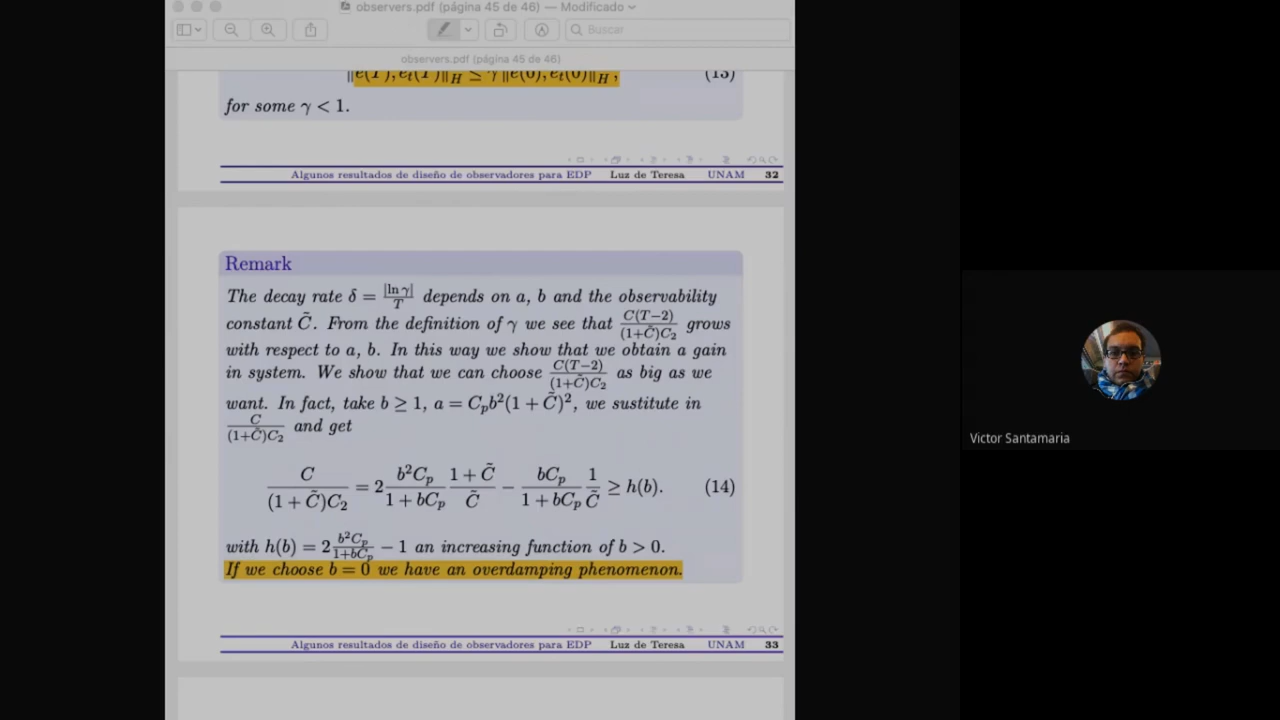 observers.pdf (página 45 de 46) — Modificado
Buscar
observers.pdf (página 45 de 46)
‖e(T), e_t(T)‖_H ≤ γ ‖e(0), e_t(0)‖_H, (13)
for some γ < 1.
Algunos resultados de diseño de observadores para EDP Luz de Teresa UNAM 32
Remark
The decay rate δ = |ln γ|/T depends on a, b and the observability
constant C̃. From the definition of γ we see that C(T−2)/(1+C̃)C₂ grows
with respect to a, b. In this way we show that we obtain a gain
in system. We show that we can choose C(T−2)/(1+C̃)C₂ as big as we
want. In fact, take b ≥ 1, a = C_p b²(1 + C̃)², we sustitute in
C/(1+C̃)C₂ and get
C/(1 + C̃)C₂ = 2 b²C_p/1 + bC_p 1 + C̃/C̃ − bC_p/1 + bC_p 1/C̃ ≥ h(b). (14)
with h(b) = 2 b²C_p/1+bC_p − 1 an increasing function of b > 0.
If we choose b = 0 we have an overdamping phenomenon.
Algunos resultados de diseño de observadores para EDP Luz de Teresa UNAM 33
Victor Santamaria